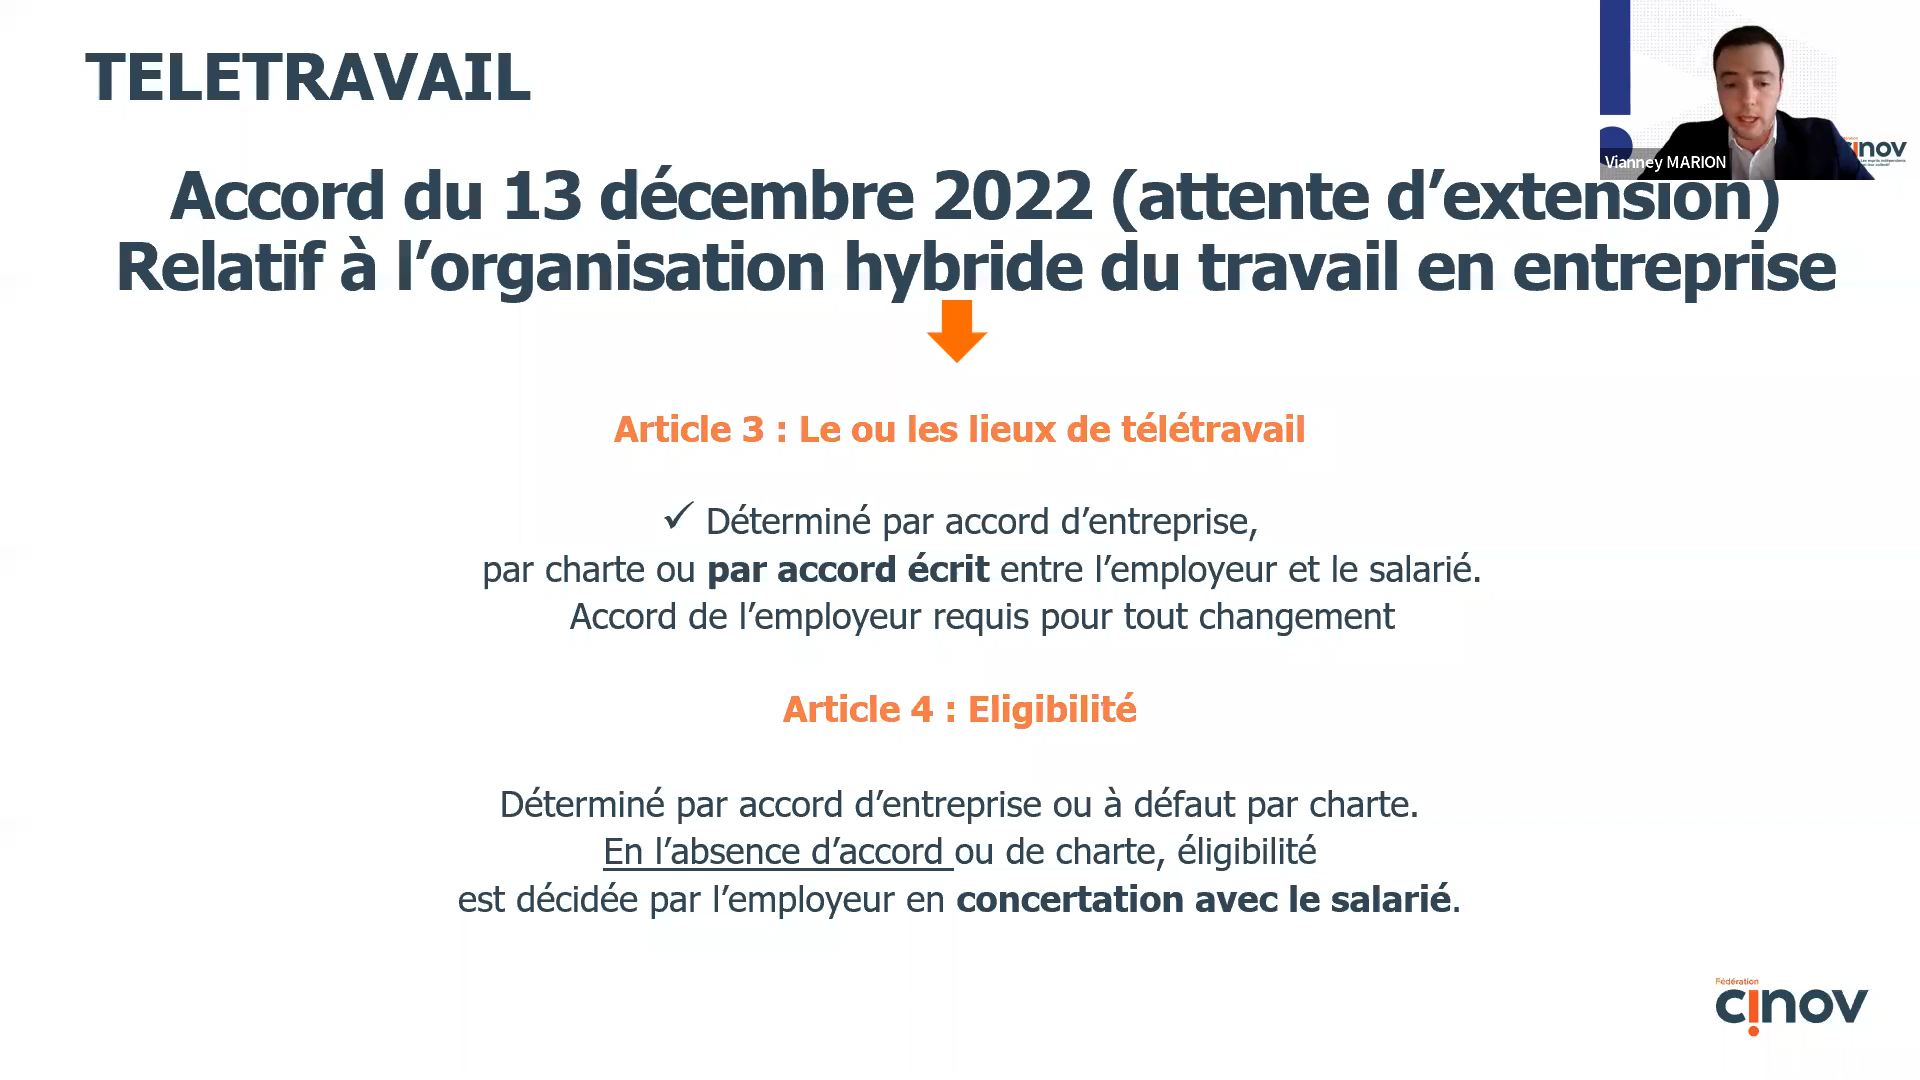 TELETRAVAIL
Vianney MARION
Accord du 13 décembre 2022 (attente d’extension)
Relatif à l’organisation hybride du travail en entreprise
Article 3 : Le ou les lieux de télétravail
✓ Déterminé par accord d’entreprise,
par charte ou par accord écrit entre l’employeur et le salarié.
Accord de l’employeur requis pour tout changement
Article 4 : Eligibilité
Déterminé par accord d’entreprise ou à défaut par charte.
En l’absence d’accord ou de charte, éligibilité
est décidée par l’employeur en concertation avec le salarié.
Fédération
cinov